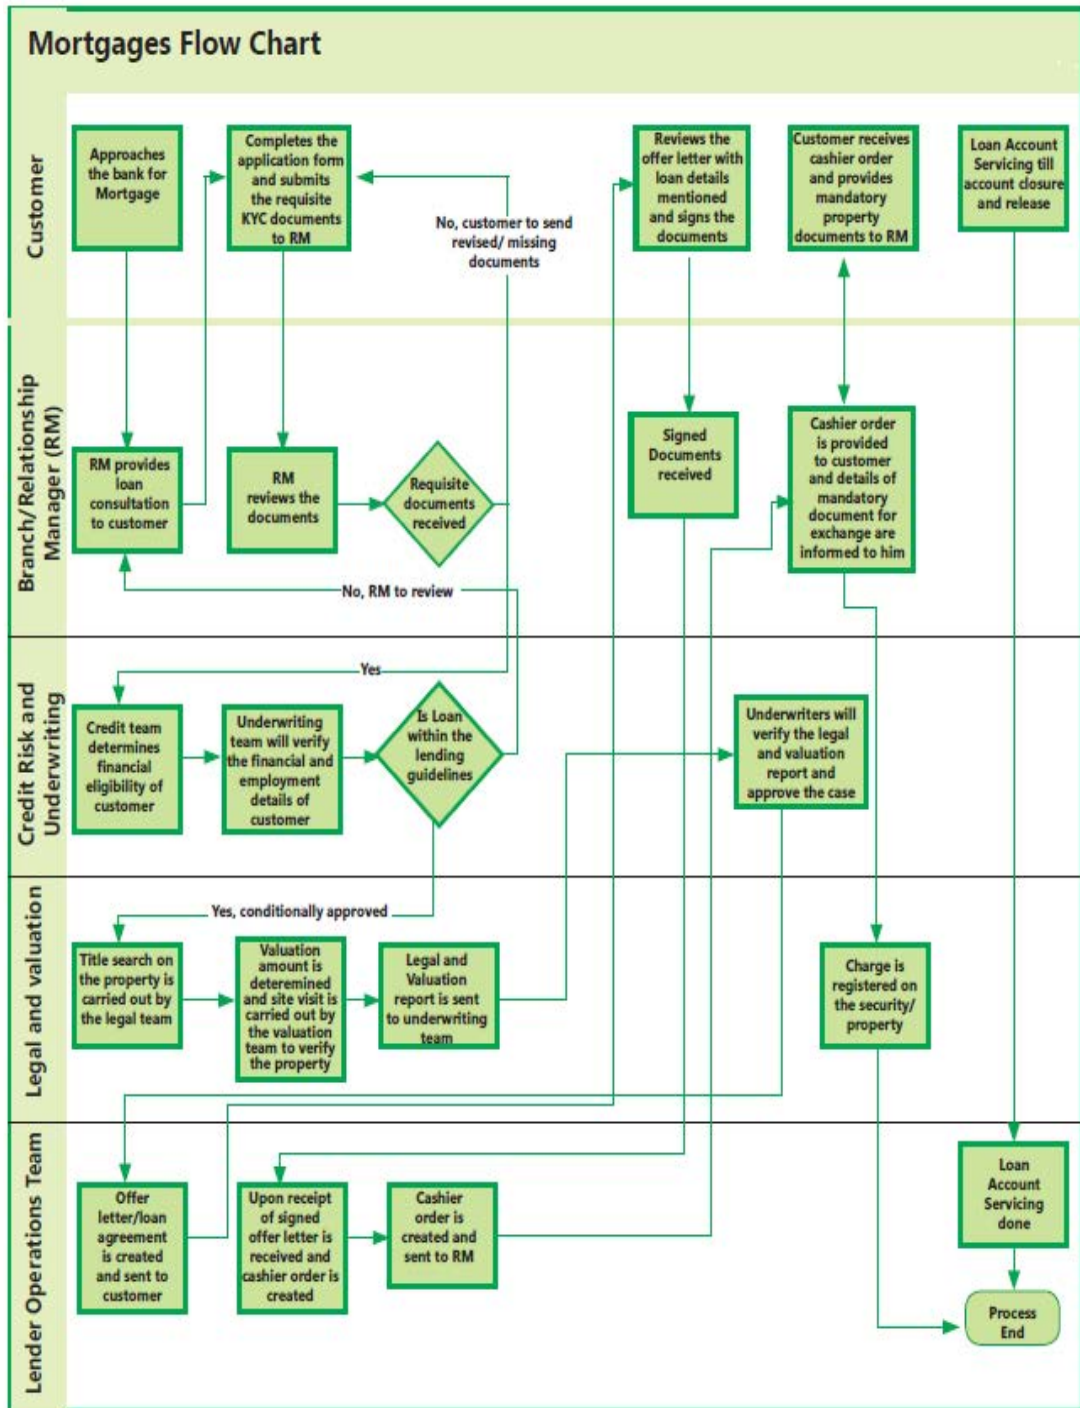 Mortgages Flow Chart
Customer
Approaches
the bank for
Mortgage
Completes the
application form
and submits
the requisite
KYC documents
to RM
No, customer to send
revised/ missing
documents
Reviews the
offer letter with
loan details
mentioned
and signs the
documents
Customer receives
cashier order
and provides
mandatory
property
documents to RM
Loan Account
Servicing till
account closure
and release
Branch/Relationship
Manager (RM)
RM provides
loan
consultation
to customer
RM
reviews the
documents
Requisite
documents
received
Signed
Documents
received
Cashier order
is provided
to customer
and details of
mandatory
document for
exchange are
informed to him
No, RM to review
Credit Risk and
Underwriting
Yes
Credit team
determines
financial
eligibility of
customer
Underwriting
team will verify
the financial and
employment
details of
customer
Is Loan
within the
lending
guidelines
Underwriters will
verify the legal
and valuation
report and
approve the case
Legal and valuation
Yes, conditionally approved
Title search on
the property is
carried out by
the legal team
Valuation
amount is
determined
and site visit is
carried out by
the valuation
team to verify
the property
Legal and
Valuation
report is sent
to underwriting
team
Charge is
registered on
the security/
property
Lender Operations Team
Offer
letter/loan
agreement
is created
and sent to
customer
Upon receipt
of signed
offer letter is
received and
cashier order is
created
Cashier
order is
created and
sent to RM
Loan
Account
Servicing
done
Process
End